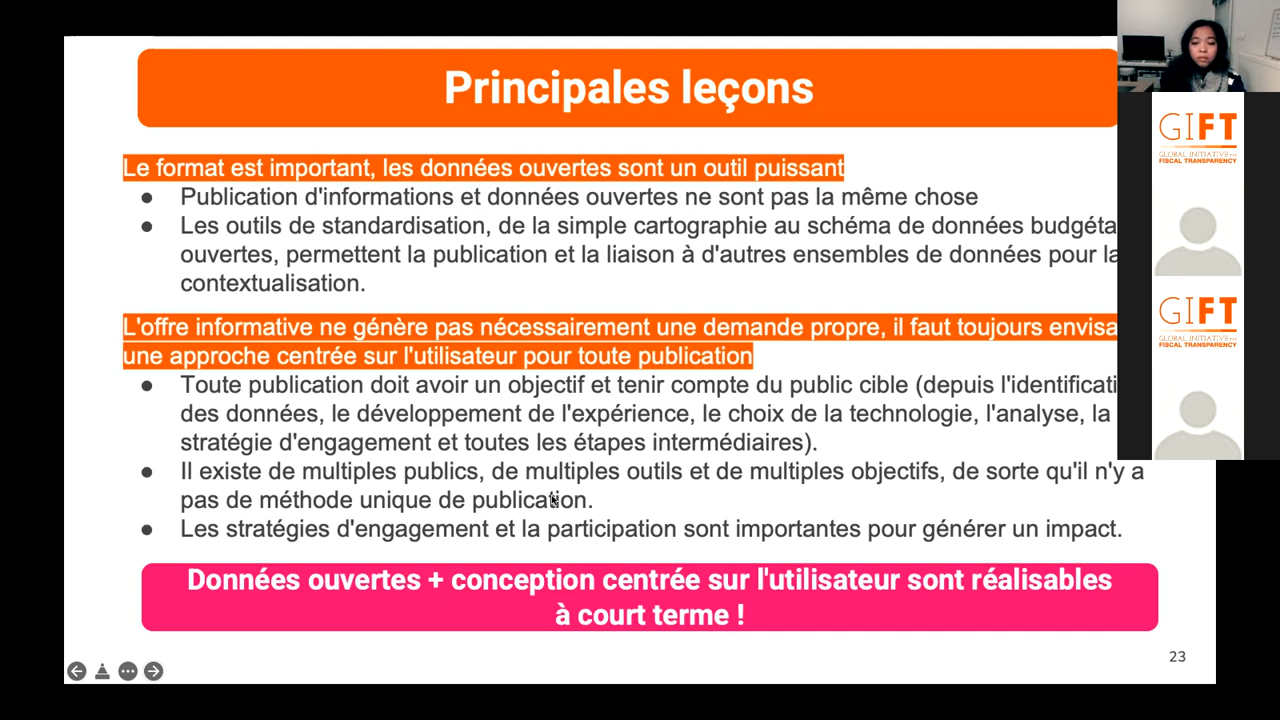 Principales leçons
Le format est important, les données ouvertes sont un outil puissant
● Publication d'informations et données ouvertes ne sont pas la même chose
● Les outils de standardisation, de la simple cartographie au schéma de données budgéta
ouvertes, permettent la publication et la liaison à d'autres ensembles de données pour la
contextualisation.
L'offre informative ne génère pas nécessairement une demande propre, il faut toujours envisa
une approche centrée sur l'utilisateur pour toute publication
● Toute publication doit avoir un objectif et tenir compte du public cible (depuis l'identificati
des données, le développement de l'expérience, le choix de la technologie, l'analyse, la
stratégie d'engagement et toutes les étapes intermédiaires).
● Il existe de multiples publics, de multiples outils et de multiples objectifs, de sorte qu'il n'y a
pas de méthode unique de publication.
● Les stratégies d'engagement et la participation sont importantes pour générer un impact.
Données ouvertes + conception centrée sur l'utilisateur sont réalisables
à court terme !
23
GIFT
GLOBAL INITIATIVE FOR
FISCAL TRANSPARENCY
GIFT
GLOBAL INITIATIVE FOR
FISCAL TRANSPARENCY